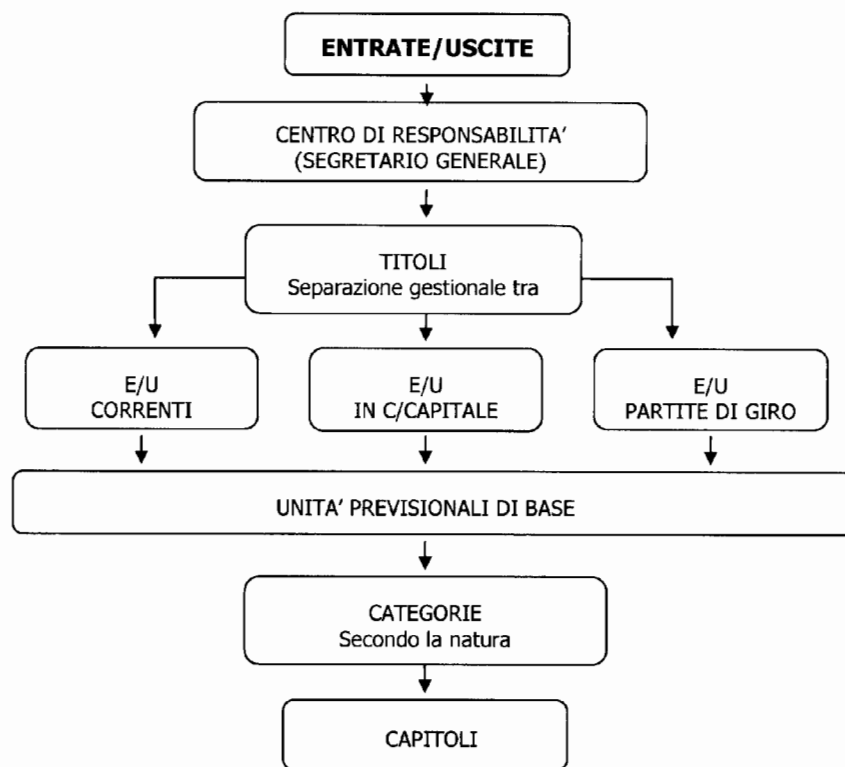 ENTRATE/USCITE
CENTRO DI RESPONSABILITA’
(SEGRETARIO GENERALE)
TITOLI
Separazione gestionale tra
E/U
CORRENTI
E/U
IN C/CAPITALE
E/U
PARTITE DI GIRO
UNITA’ PREVISIONALI DI BASE
CATEGORIE
Secondo la natura
CAPITOLI